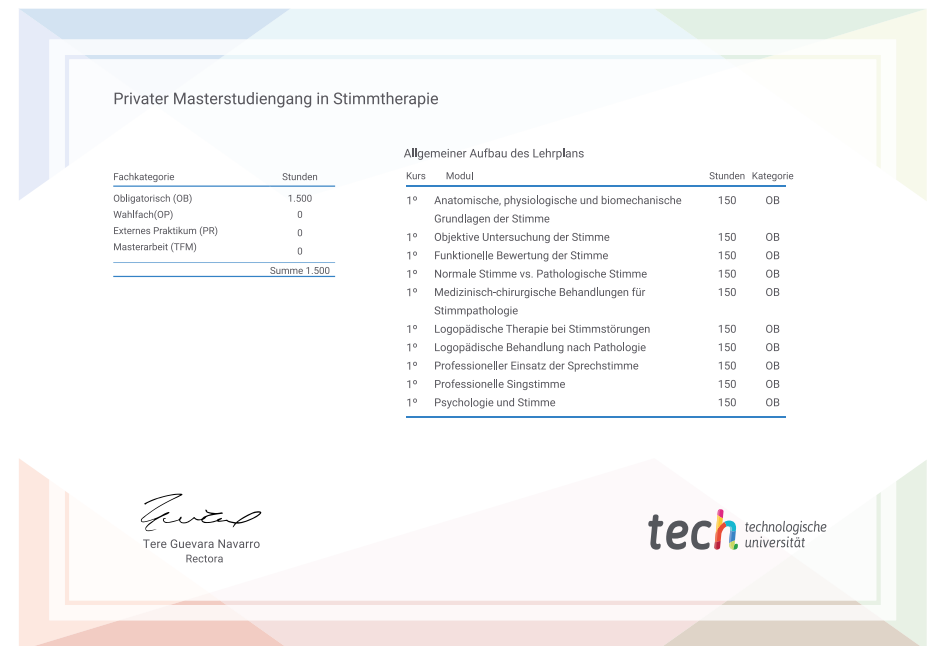 Privater Masterstudiengang in Stimmtherapie
Fachkategorie Stunden
Obligatorisch (OB) 1.500
Wahlfach(OP) 0
Externes Praktikum (PR) 0
Masterarbeit (TFM) 0
Summe 1.500
Allgemeiner Aufbau des Lehrplans
Kurs Modul Stunden Kategorie
1º Anatomische, physiologische und biomechanische 150 OB
Grundlagen der Stimme
1º Objektive Untersuchung der Stimme 150 OB
1º Funktionelle Bewertung der Stimme 150 OB
1º Normale Stimme vs. Pathologische Stimme 150 OB
1º Medizinisch-chirurgische Behandlungen für 150 OB
Stimmpathologie
1º Logopädische Therapie bei Stimmstörungen 150 OB
1º Logopädische Behandlung nach Pathologie 150 OB
1º Professioneller Einsatz der Sprechstimme 150 OB
1º Professionelle Singstimme 150 OB
1º Psychologie und Stimme 150 OB
Tere Guevara Navarro
Rectora
tech technologische
universität